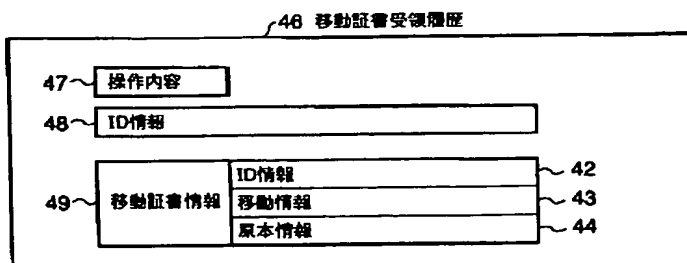 46 移動証書受領履歴
47 操作内容
48 ID情報
ID情報 42
49 移動証書情報 移動情報 43
原本情報 44